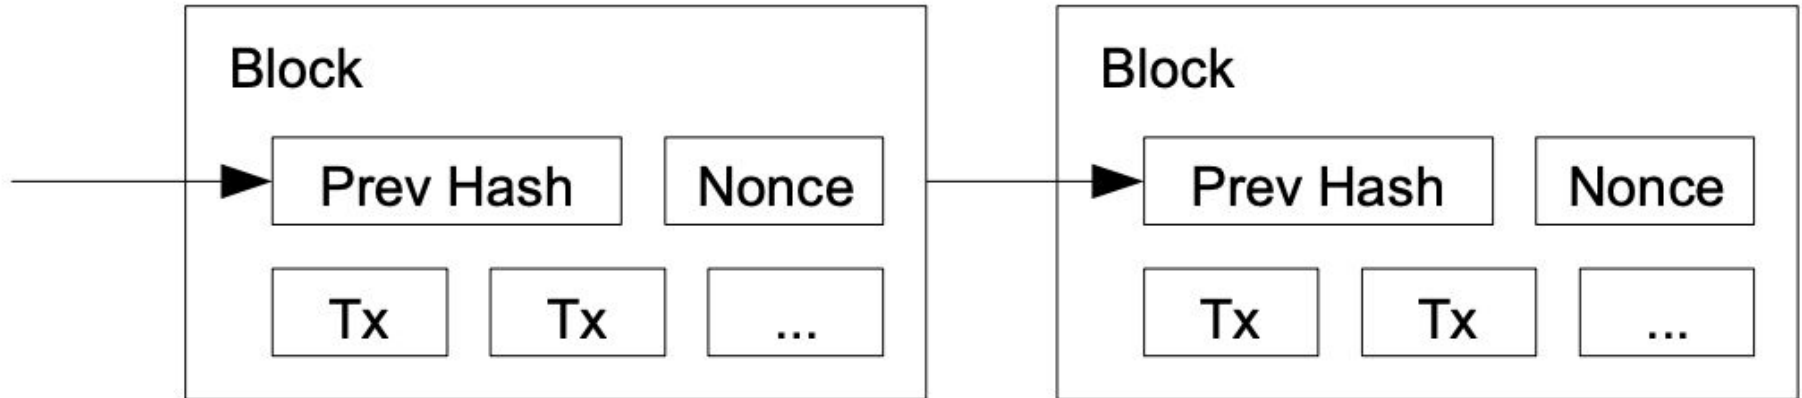 Block Block
Prev Hash Nonce Prev Hash Nonce
Tx Tx ... Tx Tx ...